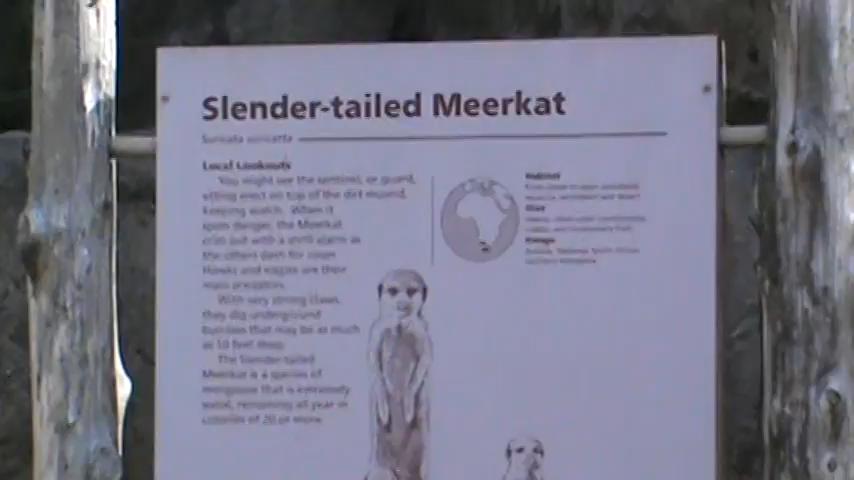 Slender-tailed Meerkat
Suricata suricatta
Local Lookouts
You might see the sentinel, or guard,
sitting erect on top of the dirt mound,
keeping watch. When it
spots danger, the Meerkat
cries out with a shrill alarm as
the others dash for cover.
Hawks and eagles are their
main predators.
With very strong claws,
they dig underground
burrows that may be as much
as 10 feet deep.
The Slender-tailed
Meerkat is a species of
mongoose that is extremely
social, remaining all year in
colonies of 20 or more.
Habitat
Diet
Range